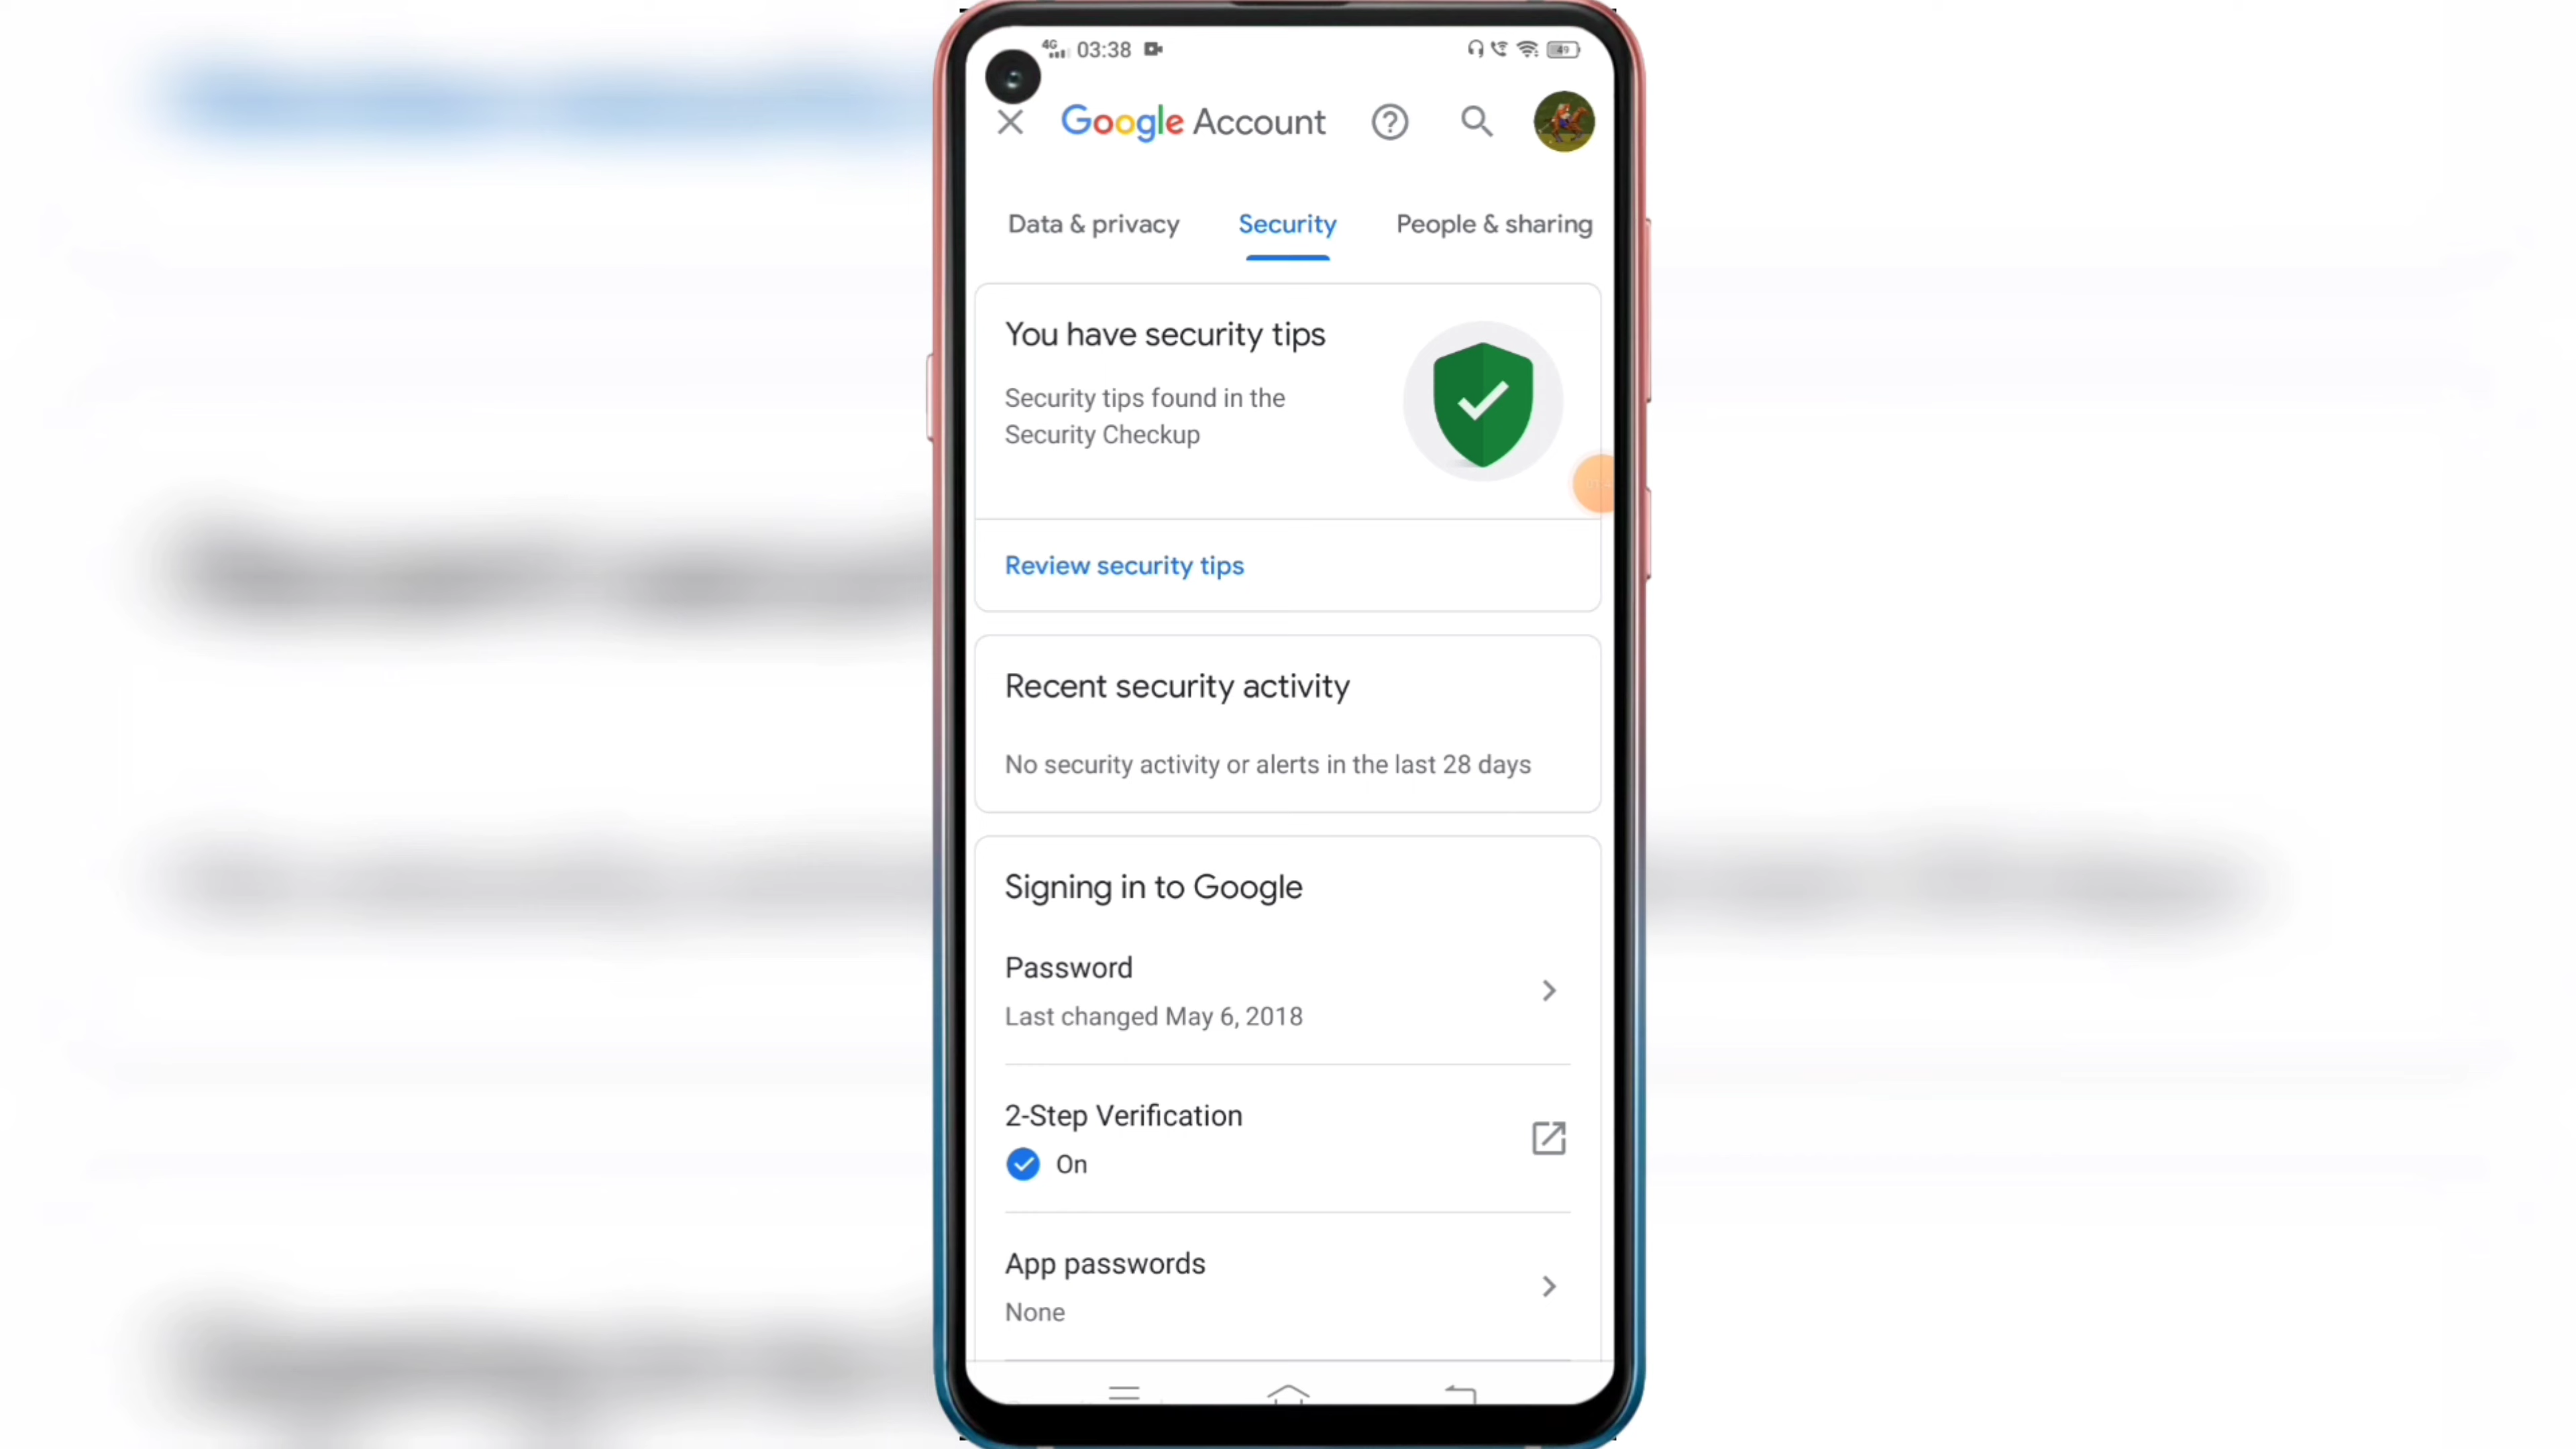 4G 03:38 49
Google Account
Data & privacy Security People & sharing
You have security tips
Security tips found in the
Security Checkup
Review security tips
Recent security activity
No security activity or alerts in the last 28 days
Signing in to Google
Password
Last changed May 6, 2018
2-Step Verification
On
App passwords
None